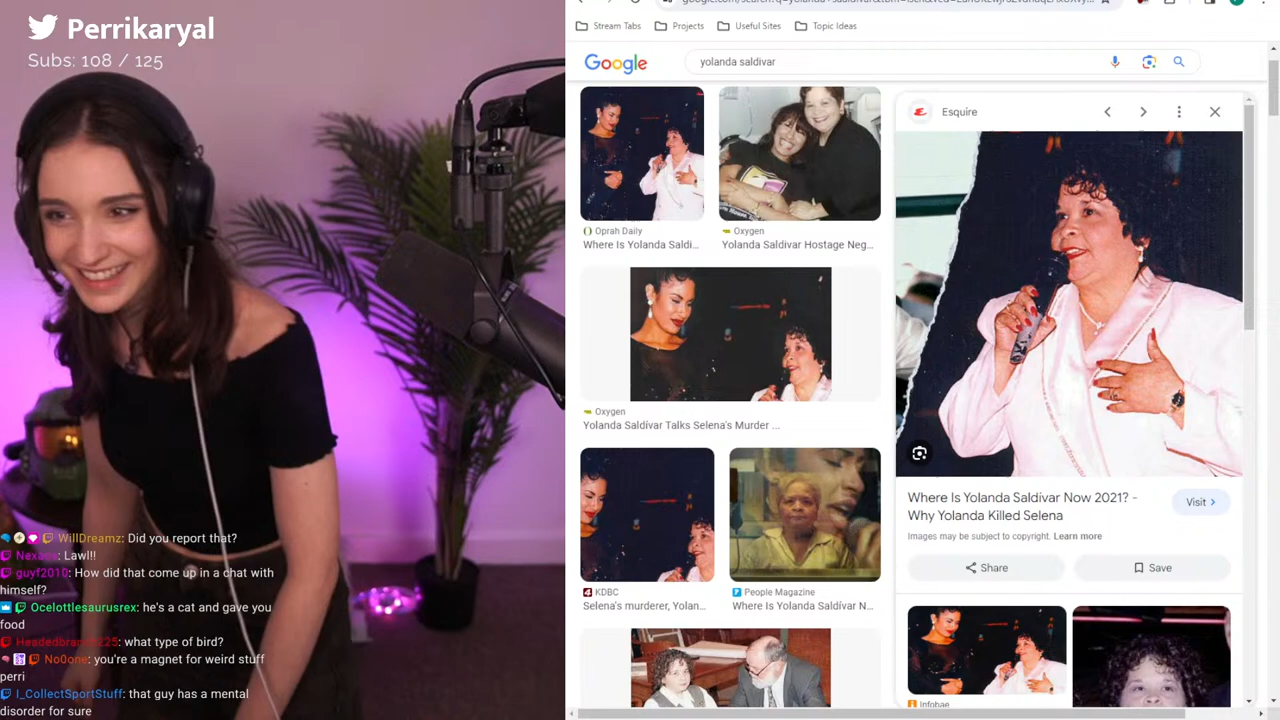 Perrikaryal
Subs: 108 / 125
WillDreamz: Did you report that?
Lawl!!
guyf2010: How did that come up in a chat with
himself?
Ocelottlesaurusrex: he's a cat and gave you
food
what type of bird?
No0one: you're a magnet for weird stuff
perri
I_CollectSportStuff: that guy has a mental
disorder for sure
Stream Tabs
Projects
Useful Sites
Topic Ideas
Google
yolanda saldivar
Oprah Daily
Where Is Yolanda Saldi...
Oxygen
Yolanda Saldivar Hostage Neg...
Oxygen
Yolanda Saldívar Talks Selena's Murder ...
KDBC
Selena's murderer, Yolan...
People Magazine
Where Is Yolanda Saldívar N...
Esquire
Where Is Yolanda Saldívar Now 2021? -
Why Yolanda Killed Selena
Visit
Images may be subject to copyright. Learn more
Share
Save
Infobae